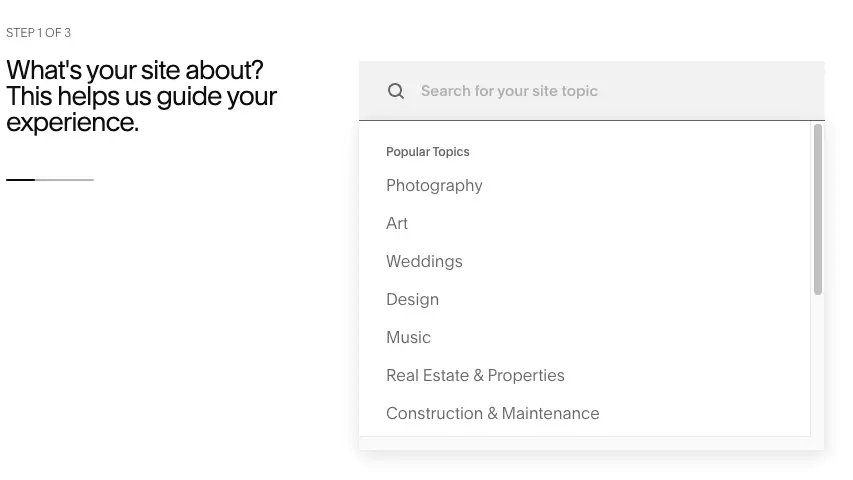 STEP 1 OF 3
What's your site about?
This helps us guide your
experience.
Search for your site topic
Popular Topics
Photography
Art
Weddings
Design
Music
Real Estate & Properties
Construction & Maintenance